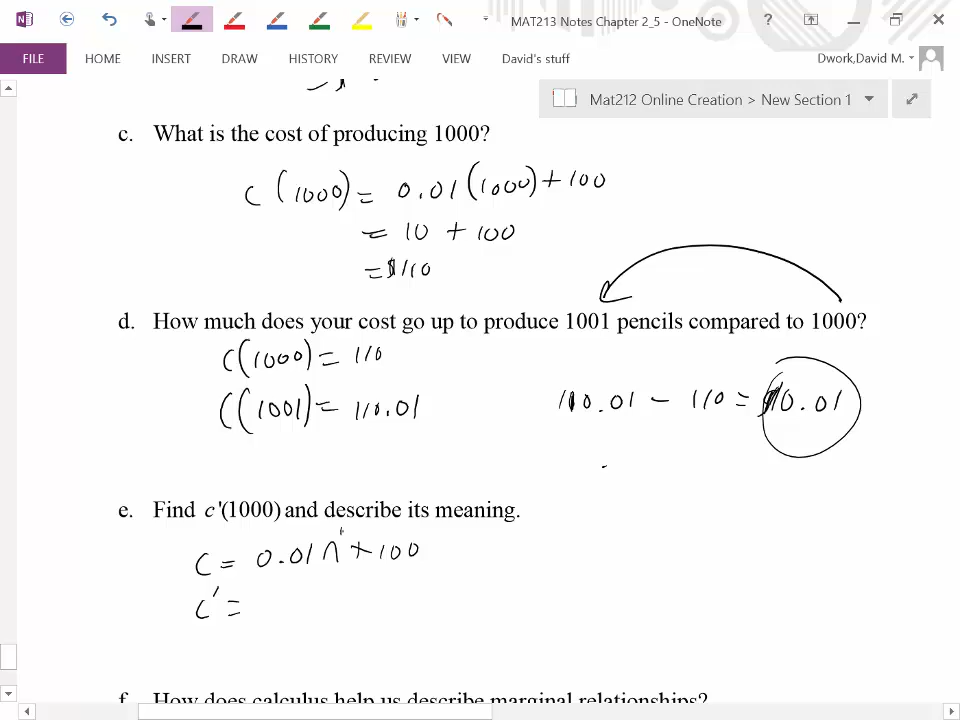 MAT213 Notes Chapter 2_5 - OneNote
FILE HOME INSERT DRAW HISTORY REVIEW VIEW David's stuff Dwork,David M.
Mat212 Online Creation > New Section 1
c. What is the cost of producing 1000?
C(1000) = 0.01(1000) + 100
= 10 + 100
= $110
d. How much does your cost go up to produce 1001 pencils compared to 1000?
C(1000) = 110
C(1001) = 110.01 110.01 - 110 = $0.01
e. Find c'(1000) and describe its meaning.
C = 0.01n¹ + 100
C' =
f. How does calculus help us describe marginal relationships?